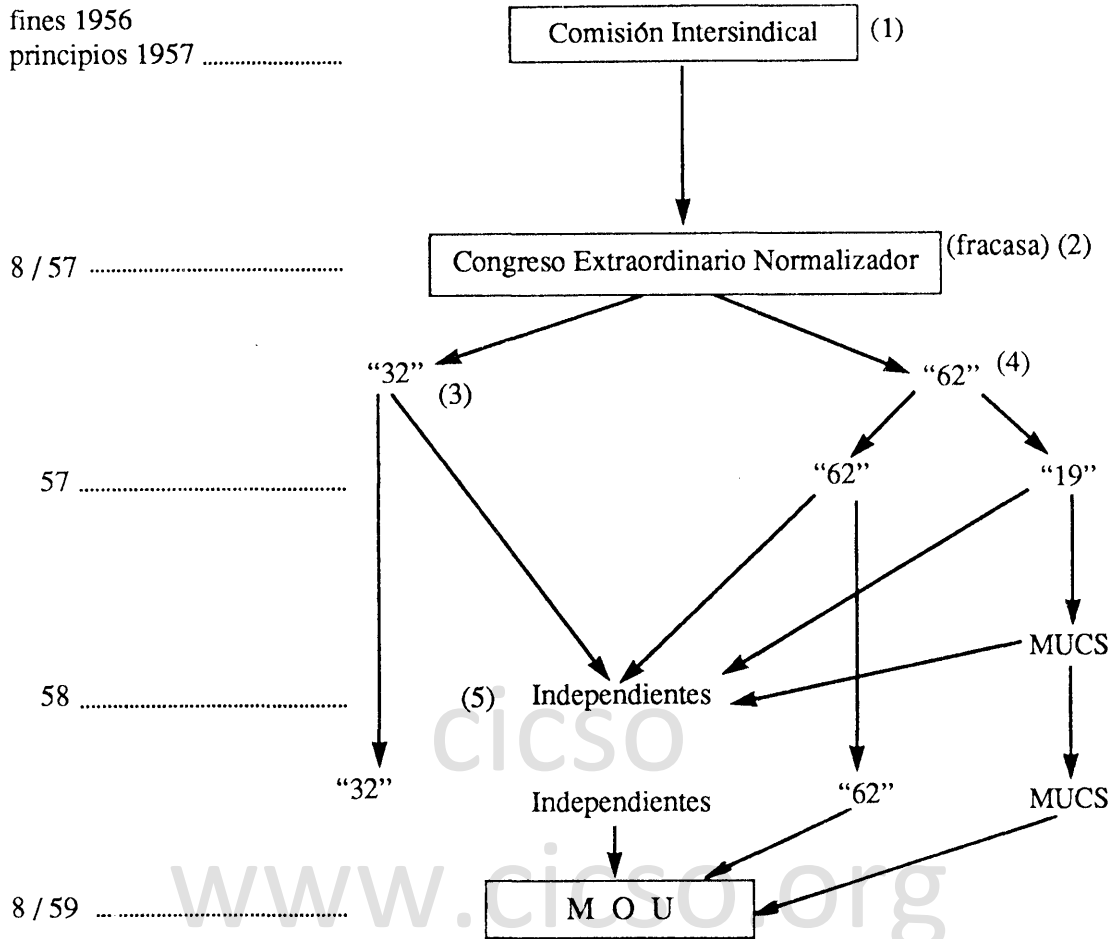 fines 1956
principios 1957 ........................
Comisión Intersindical (1)
8 / 57 ........................
Congreso Extraordinario Normalizador (fracasa) (2)
“32” (3)
“62” (4)
57 ........................
“62”
“19”
MUCS
58 ........................
(5) Independientes
cicso
“32”
Independientes
“62”
MUCS
www.cicso.org
8 / 59 ........................
M O U